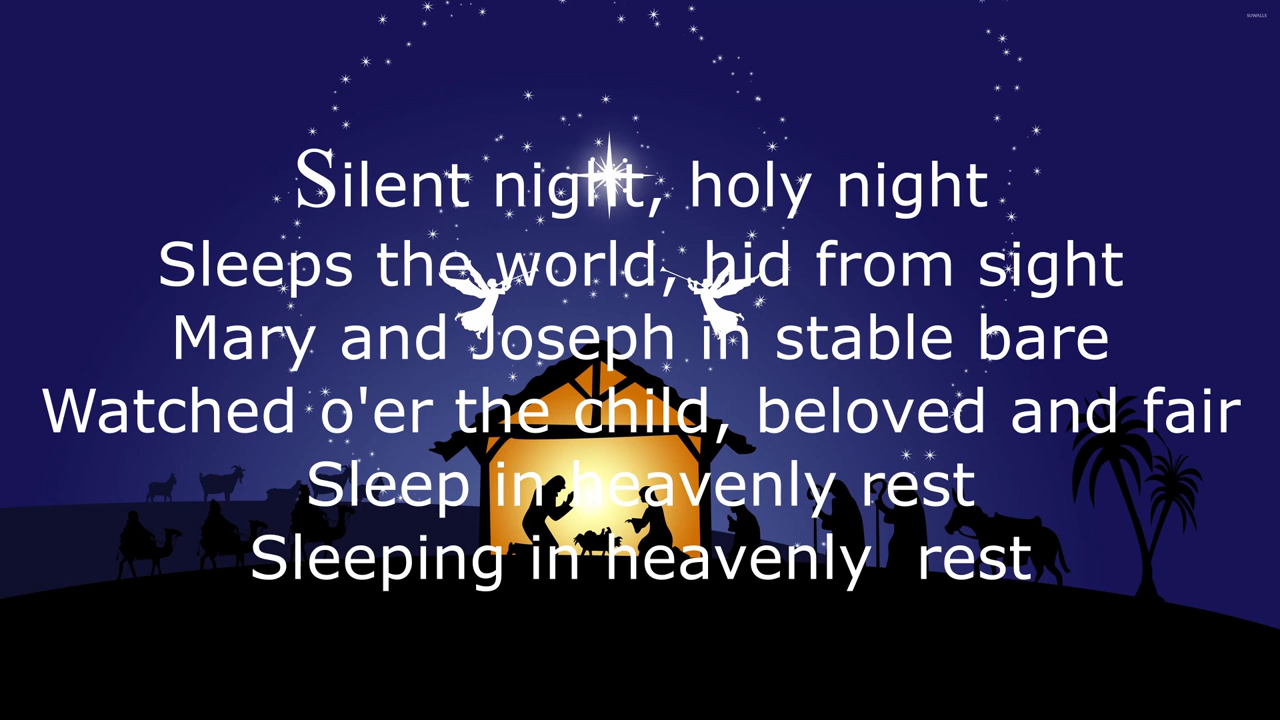 SUWALLS
Silent night, holy night
Sleeps the world, hid from sight
Mary and Joseph in stable bare
Watched o'er the child, beloved and fair
Sleep in heavenly rest
Sleeping in heavenly  rest